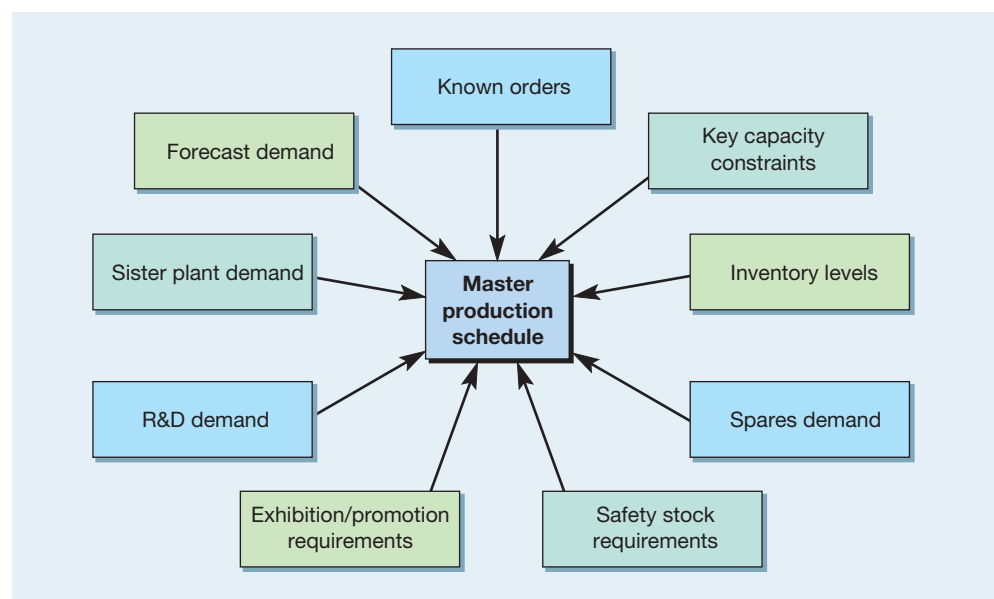 Known orders
Forecast demand
Key capacity
constraints
Sister plant demand
Inventory levels
Master
production
schedule
R&D demand
Spares demand
Exhibition/promotion
requirements
Safety stock
requirements